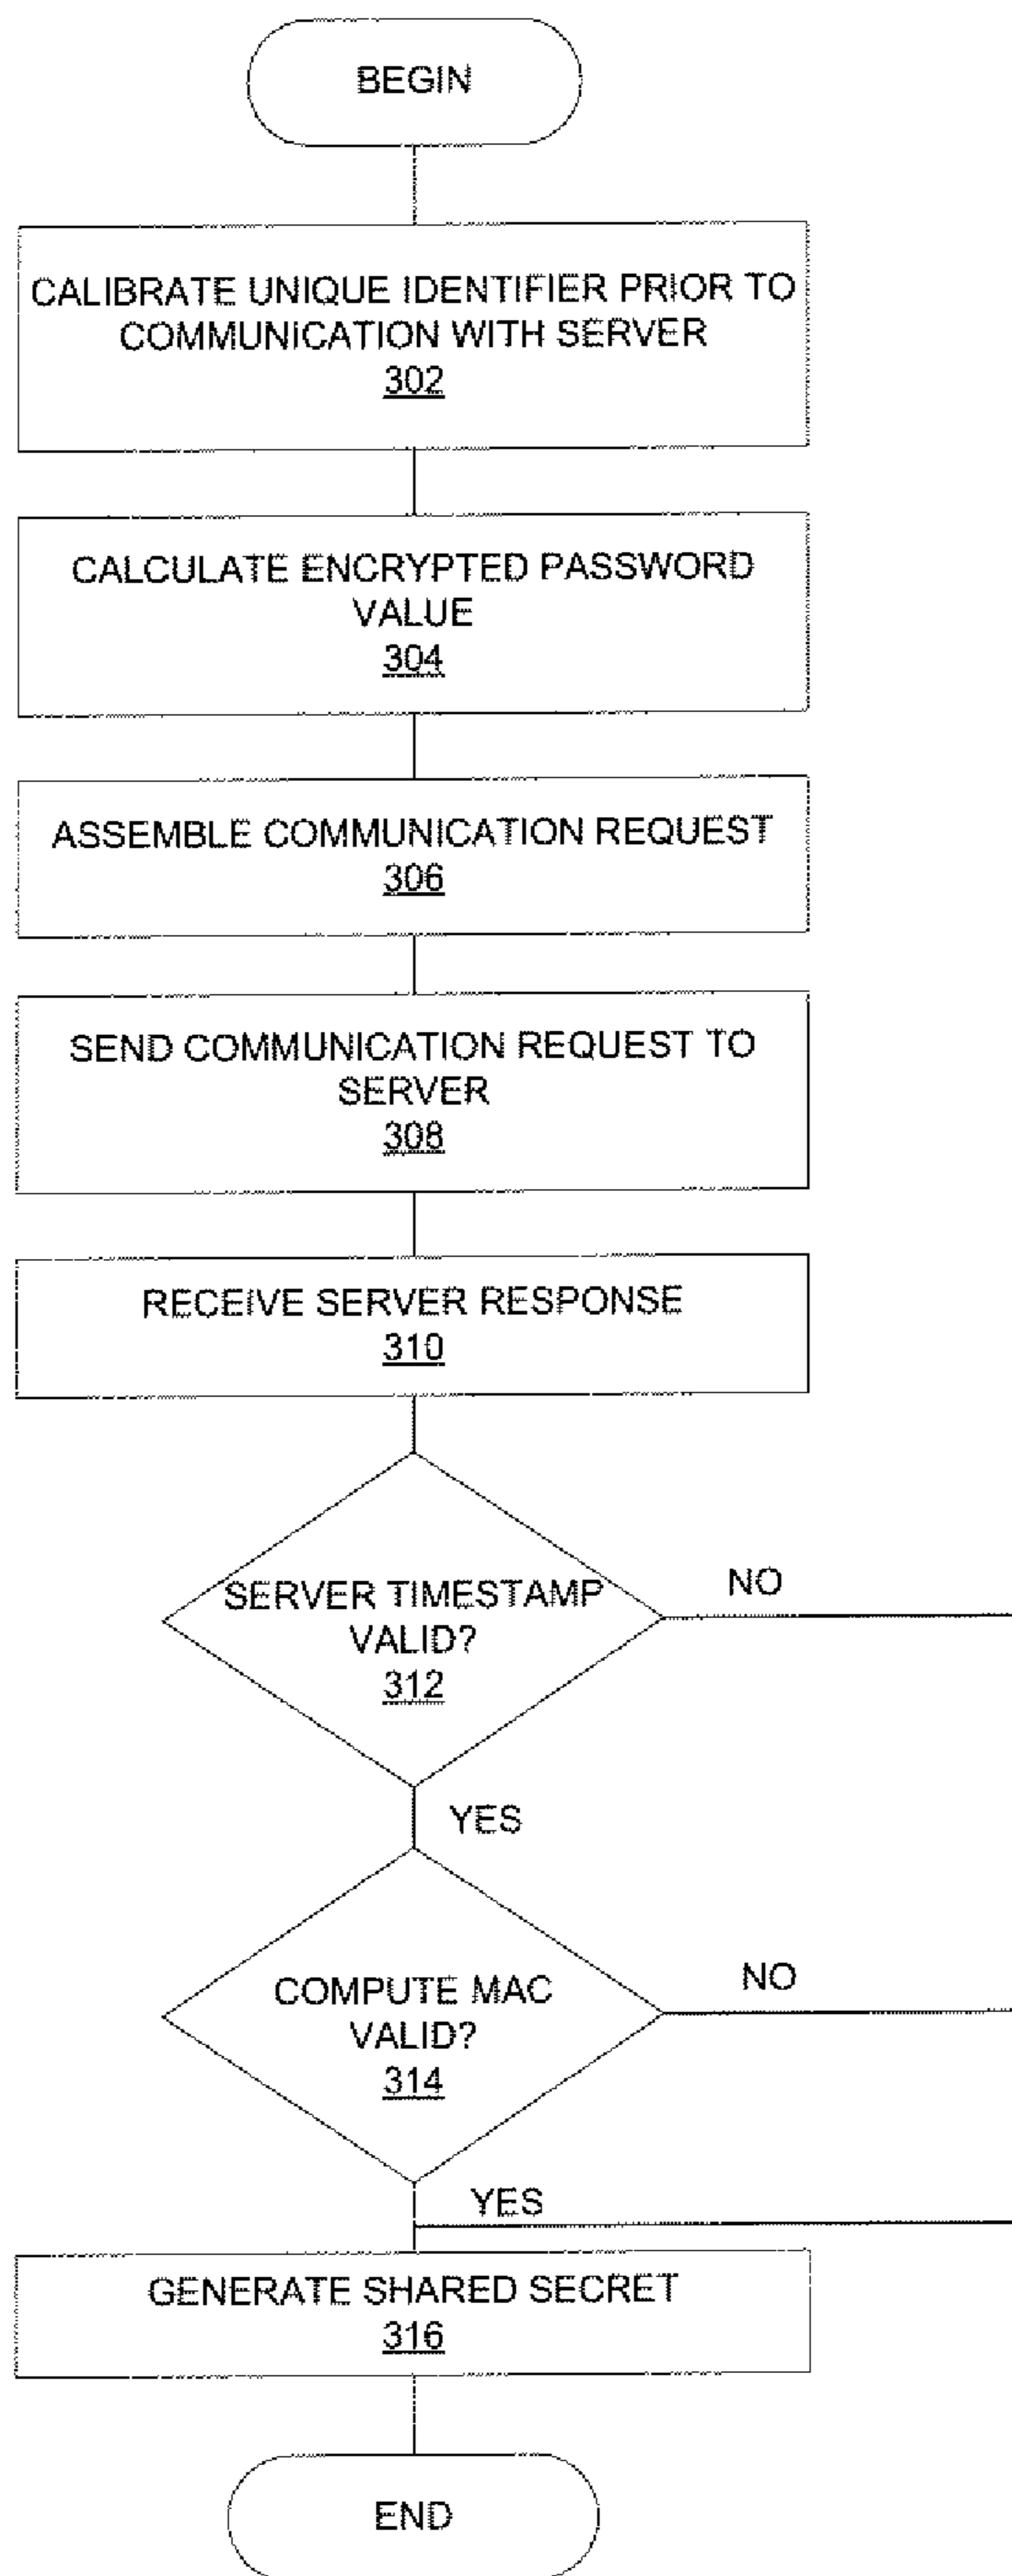 BEGIN
CALIBRATE UNIQUE IDENTIFIER PRIOR TO
COMMUNICATION WITH SERVER
302
CALCULATE ENCRYPTED PASSWORD
VALUE
304
ASSEMBLE COMMUNICATION REQUEST
306
SEND COMMUNICATION REQUEST TO
SERVER
308
RECEIVE SERVER RESPONSE
310
SERVER TIMESTAMP
VALID?
312
NO
YES
COMPUTE MAC
VALID?
314
NO
YES
GENERATE SHARED SECRET
316
END